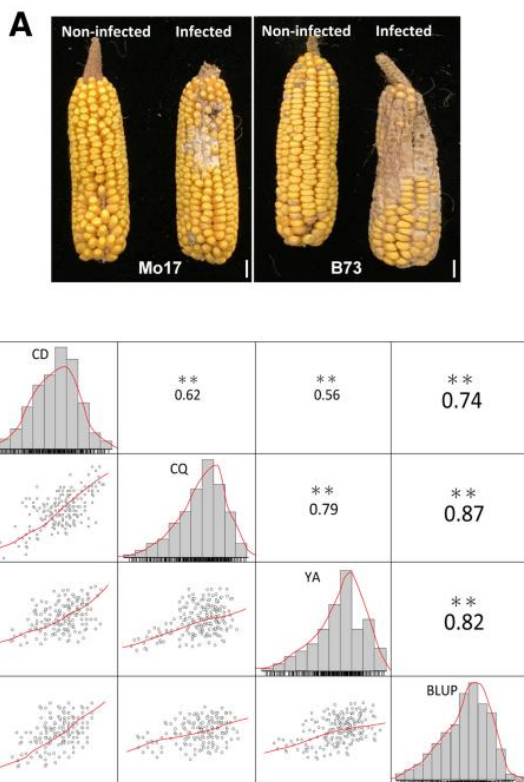 A
Non-infected Infected Non-infected Infected
Mo17 B73
CD ** 0.62 ** 0.56 ** 0.74
CQ ** 0.79 ** 0.87
YA ** 0.82
BLUP